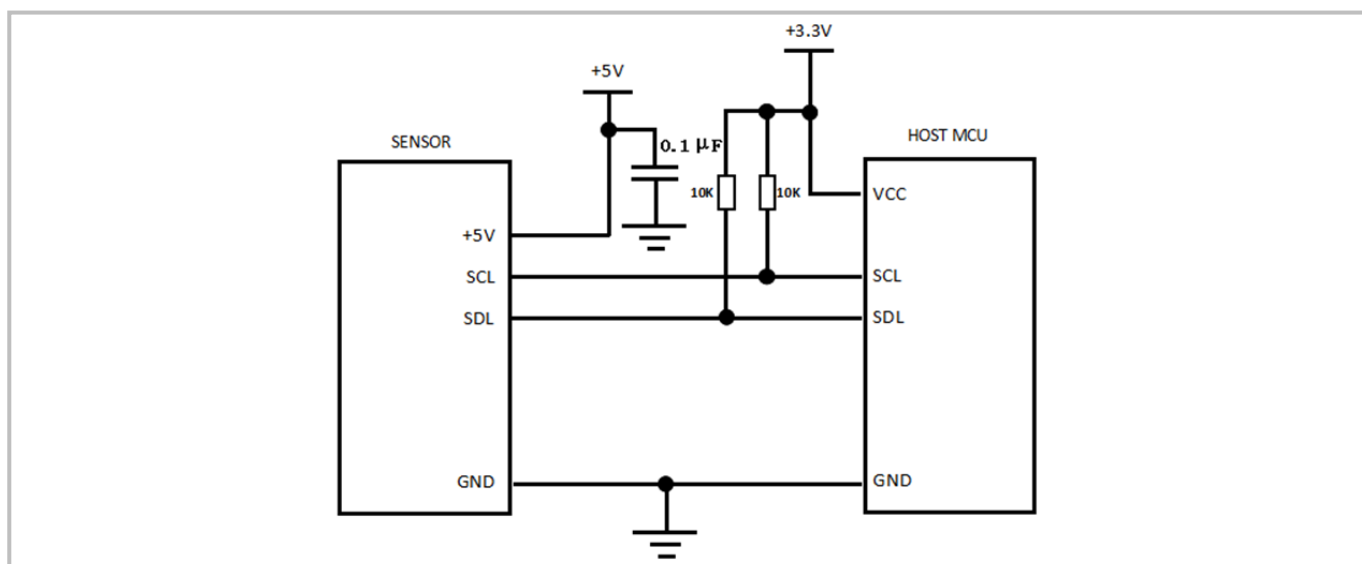 +3.3V
+5V
SENSOR
HOST MCU
0.1 μF
10K
10K
VCC
+5V
SCL
SCL
SDL
SDL
GND
GND